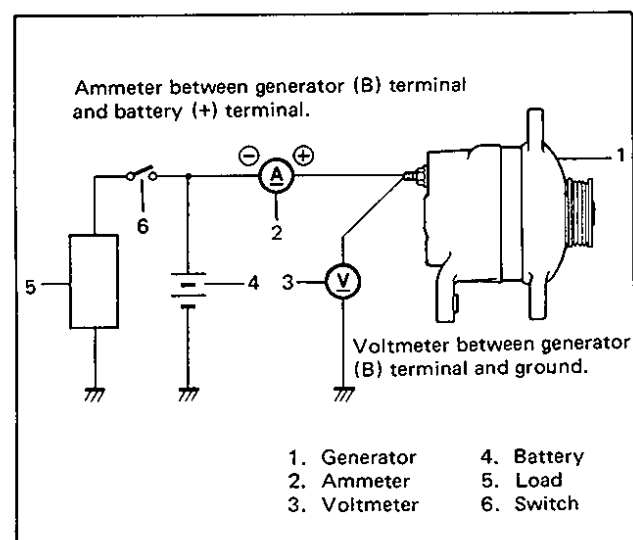 Ammeter between generator (B) terminal
and battery (+) terminal.
⊖ A ⊕
1
6
2
5
4
3
V
Voltmeter between generator
(B) terminal and ground.
1. Generator 4. Battery
2. Ammeter 5. Load
3. Voltmeter 6. Switch